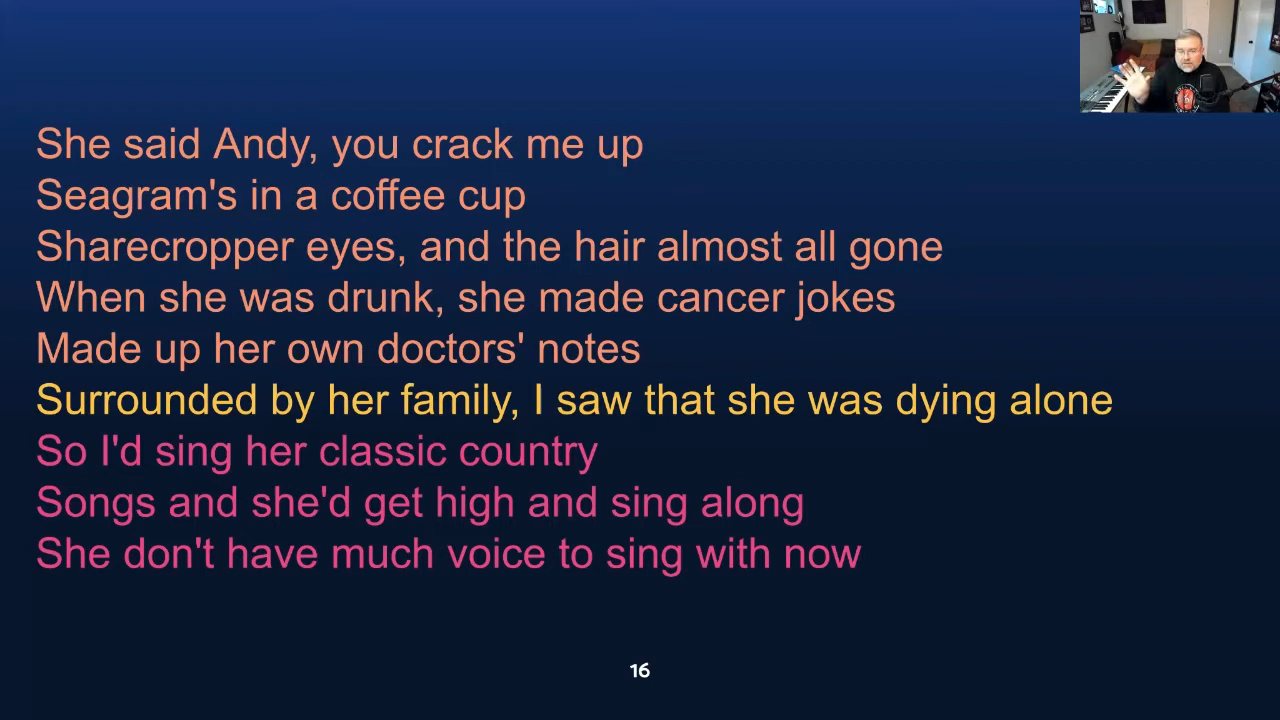 She said Andy, you crack me up
Seagram's in a coffee cup
Sharecropper eyes, and the hair almost all gone
When she was drunk, she made cancer jokes
Made up her own doctors' notes
Surrounded by her family, I saw that she was dying alone
So I'd sing her classic country
Songs and she'd get high and sing along
She don't have much voice to sing with now
16